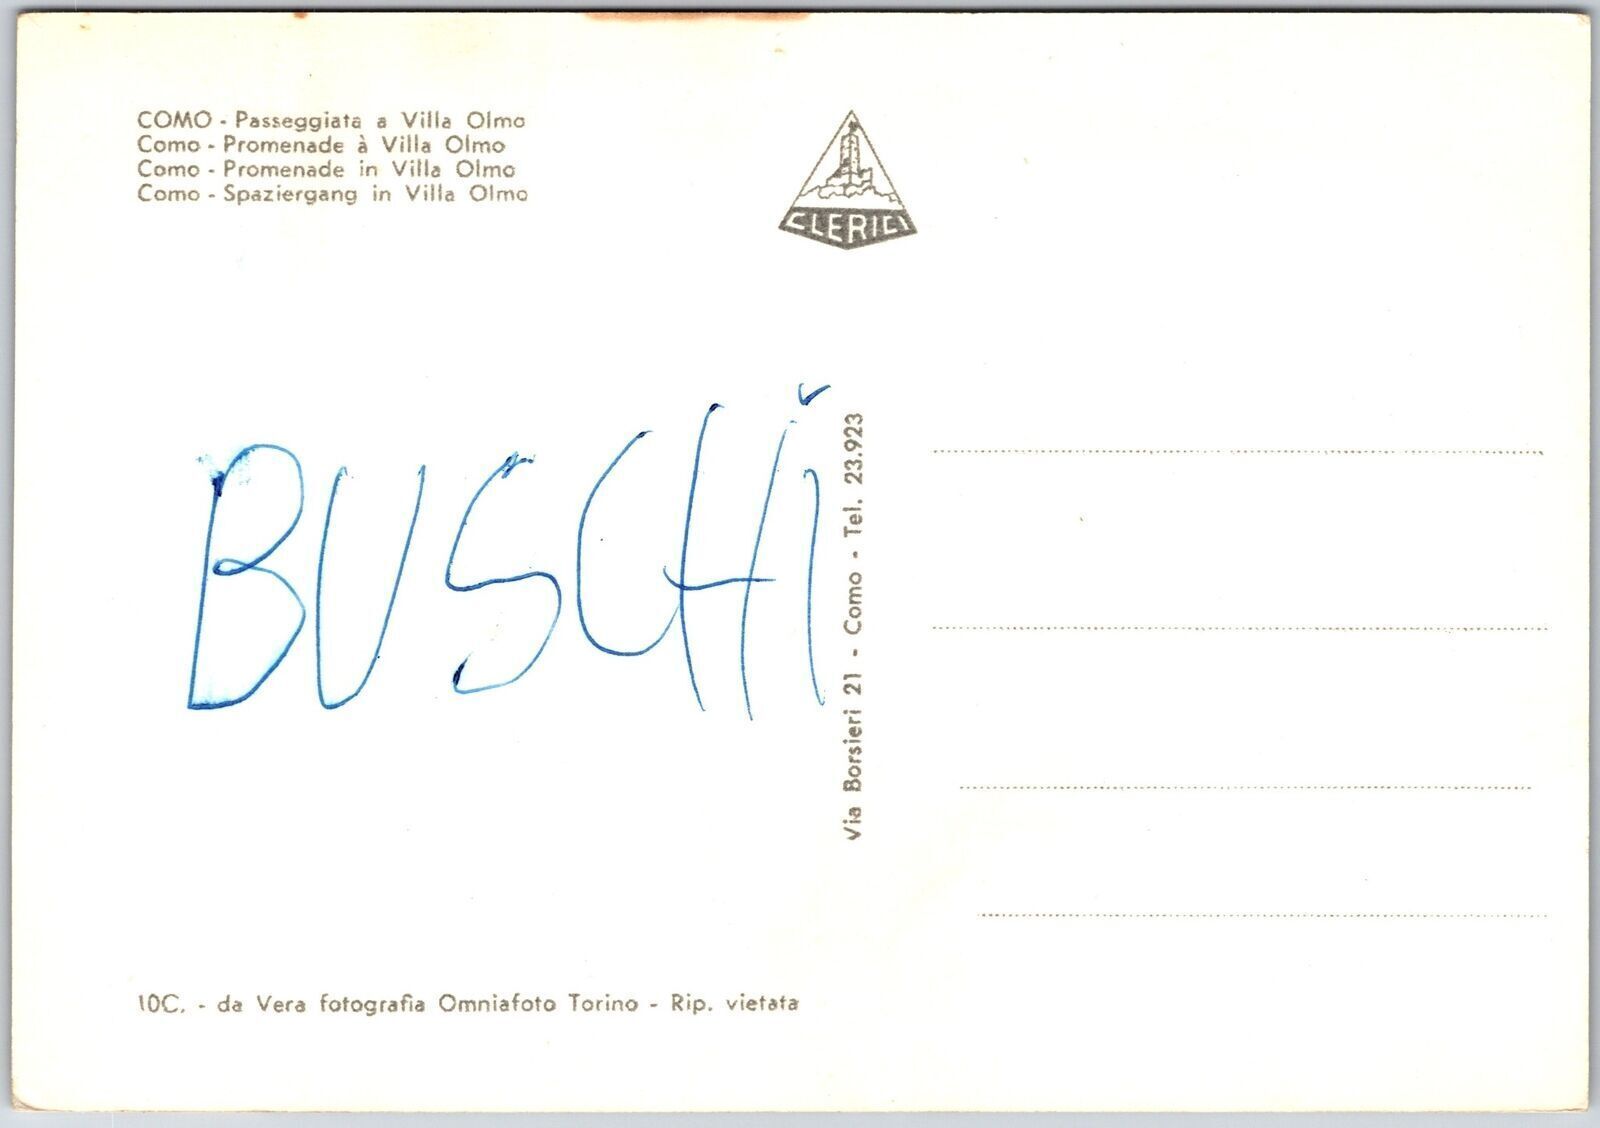 COMO - Passeggiata a Villa Olmo
Como - Promenade à Villa Olmo
Como - Promenade in Villa Olmo
Como - Spaziergang in Villa Olmo
CLERICI
BUSCHI
Via Borsieri 21 - Como - Tel. 23.923
10C. - da Vera fotografia Omniafoto Torino - Rip. vietata